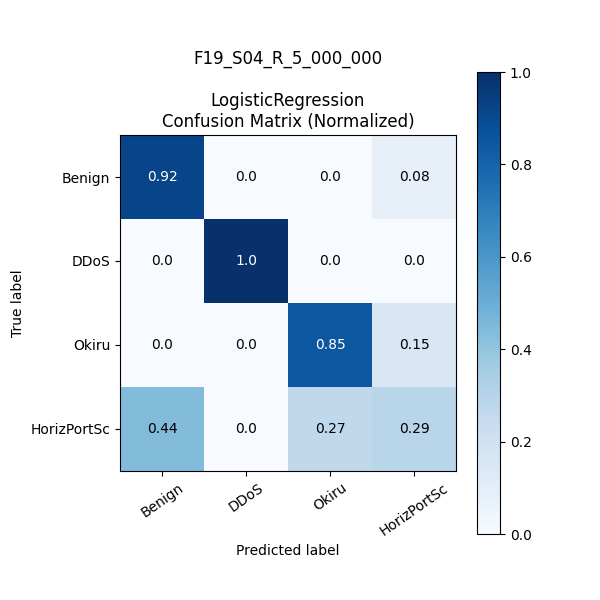 F19_S04_R_5_000_000
LogisticRegression
Confusion Matrix (Normalized)
1.0
Benign 0.92 0.0 0.0 0.08
0.8
DDoS 0.0 1.0 0.0 0.0
0.6
True label
Okiru 0.0 0.0 0.85 0.15
0.4
HorizPortSc 0.44 0.0 0.27 0.29
0.2
Benign DDoS Okiru HorizPortSc
0.0
Predicted label